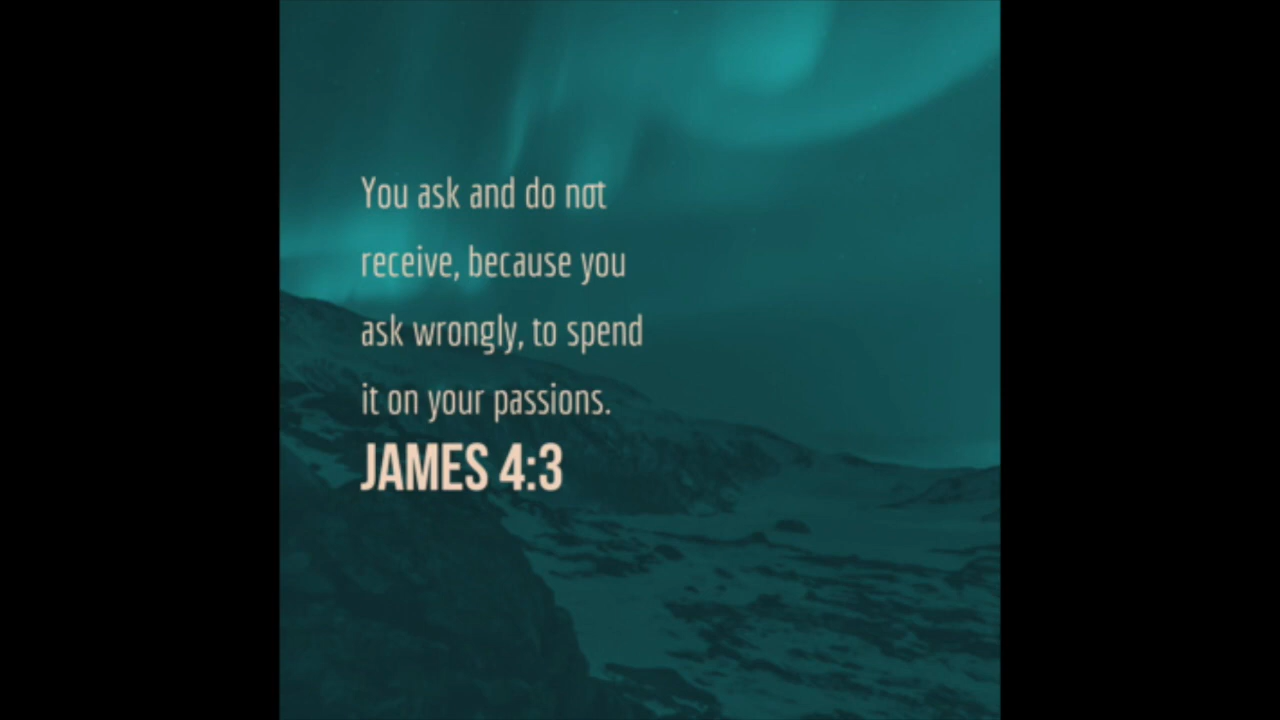 You ask and do not
receive, because you
ask wrongly, to spend
it on your passions.
JAMES 4:3